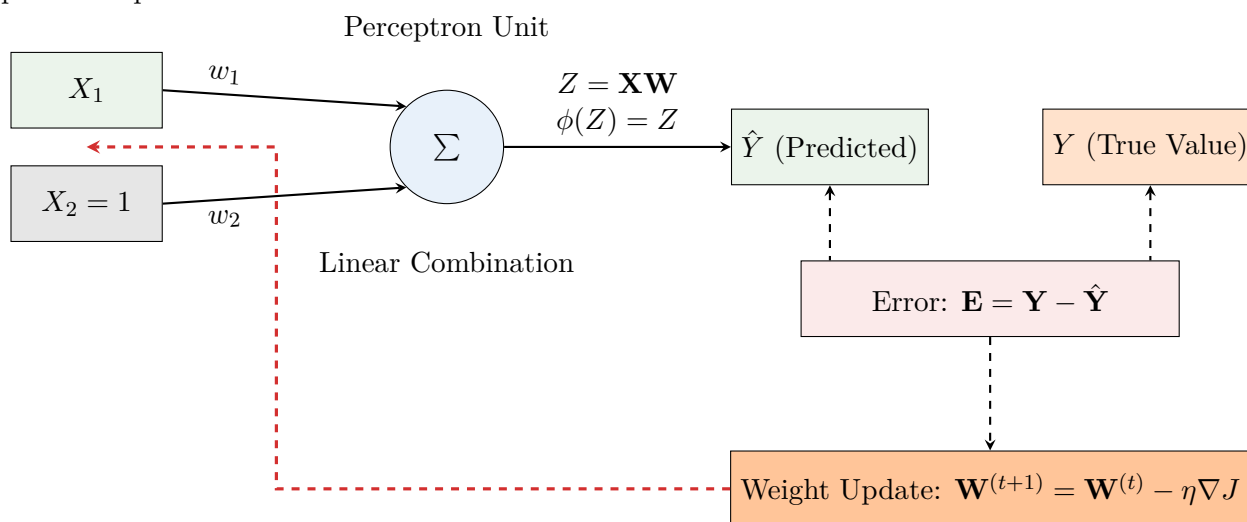 Perceptron Unit
X₁
w₁
Z = 𝐗𝐖
ϕ(Z) = Z
Σ
Ŷ (Predicted)
Y (True Value)
X₂ = 1
w₂
Linear Combination
Error: 𝐄 = 𝐘 − 𝐘̂
Weight Update: 𝐖⁽ᵗ⁺¹⁾ = 𝐖⁽ᵗ⁾ − η∇J